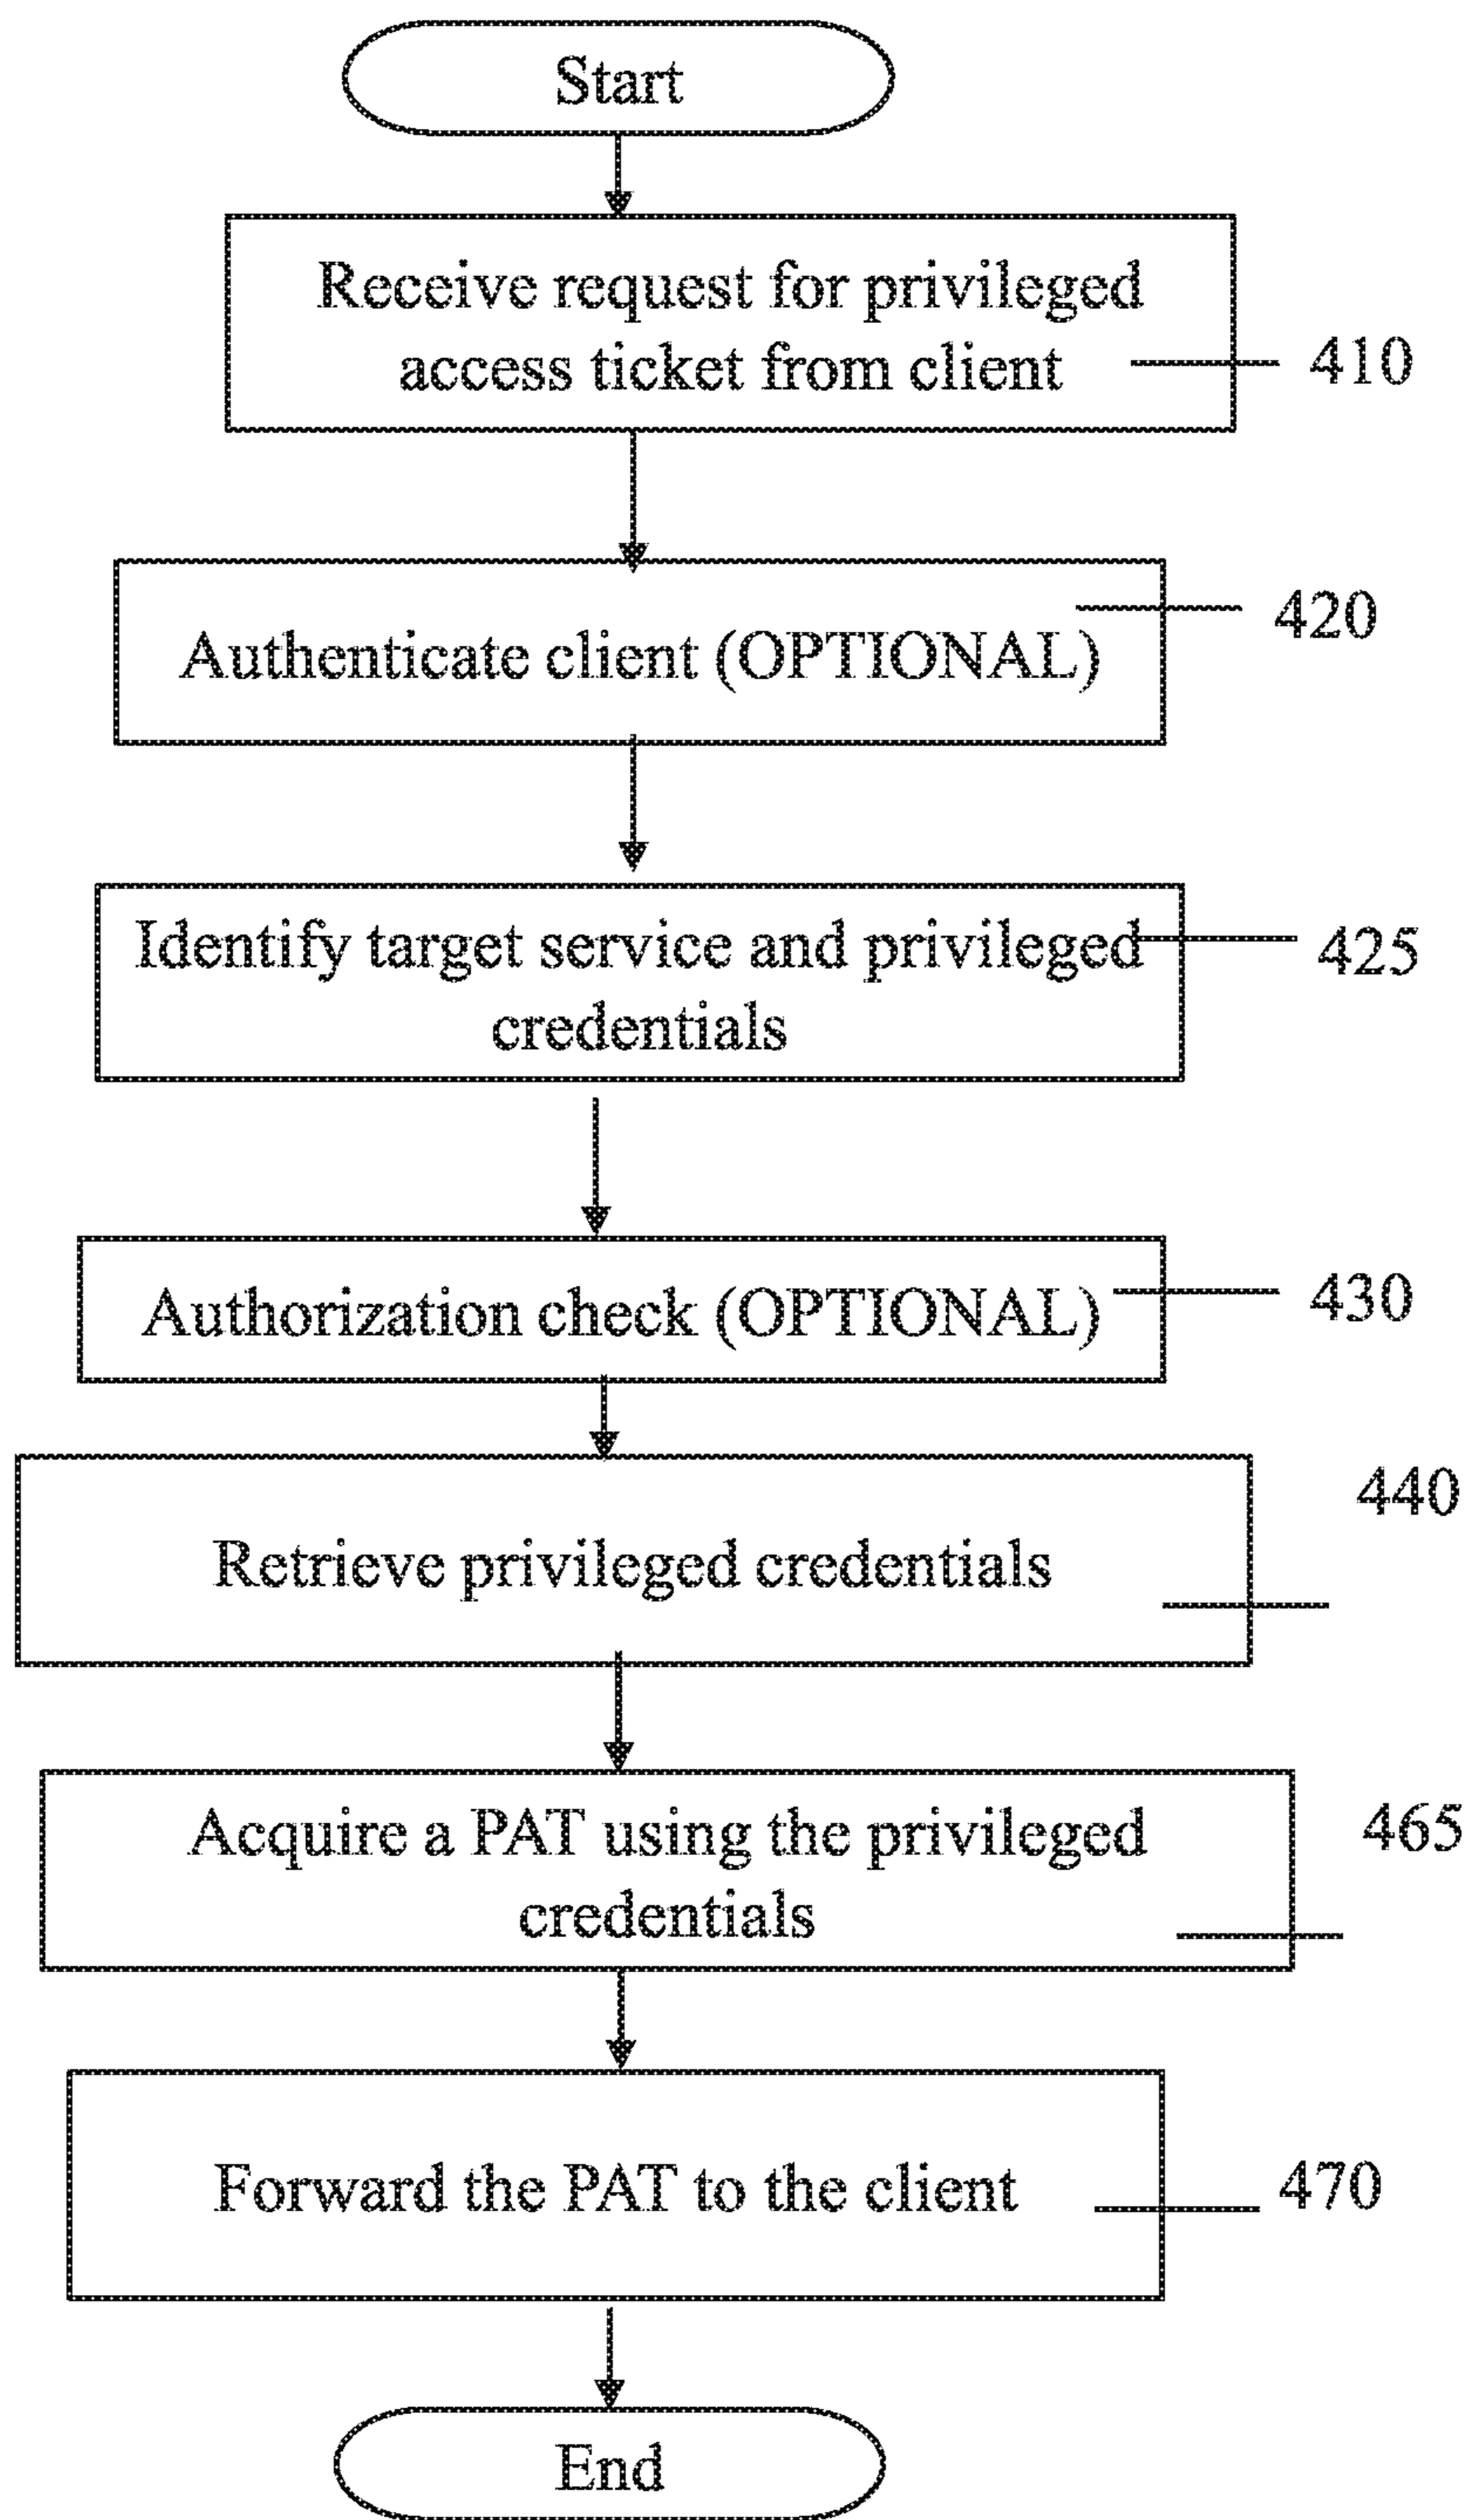 Start
Receive request for privileged
access ticket from client
410
Authenticate client (OPTIONAL)
420
Identify target service and privileged
credentials
425
Authorization check (OPTIONAL)
430
Retrieve privileged credentials
440
Acquire a PAT using the privileged
credentials
465
Forward the PAT to the client
470
End